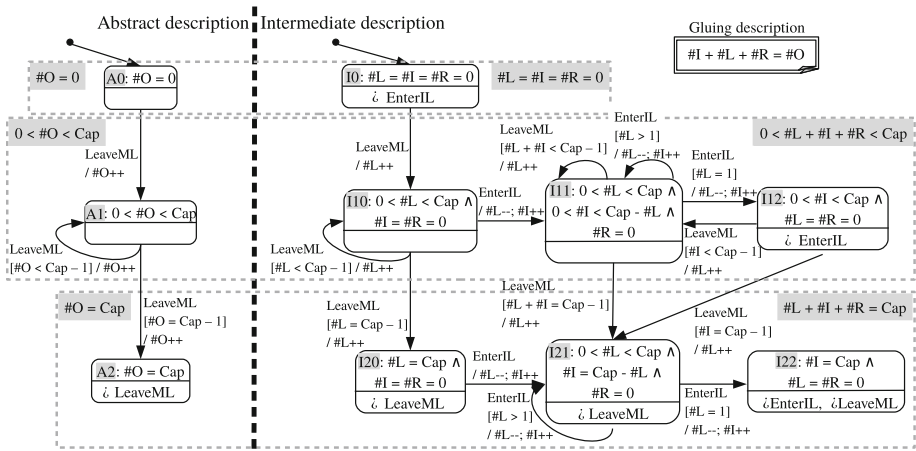 Abstract description
Intermediate description
Gluing description
#I + #L + #R = #O
#O = 0
A0: #O = 0
I0: #L = #I = #R = 0
¿ EnterIL
#L = #I = #R = 0
0 < #O < Cap
LeaveML
/ #O++
A1: 0 < #O < Cap
LeaveML
[#O < Cap – 1] / #O++
LeaveML
/ #L++
I10: 0 < #L < Cap ∧
#I = #R = 0
LeaveML
[#L < Cap – 1] / #L++
EnterIL
/ #L--; #I++
LeaveML
[#L + #I < Cap – 1]
/ #L++
EnterIL
[#L > 1]
/ #L--; #I++
I11: 0 < #L < Cap ∧
0 < #I < Cap - #L ∧
#R = 0
EnterIL
[#L = 1]
/ #L--; #I++
0 < #L + #I + #R < Cap
I12: 0 < #I < Cap ∧
#L = #R = 0
¿ EnterIL
LeaveML
[#I < Cap – 1]
/ #L++
#O = Cap
LeaveML
[#O = Cap – 1]
/ #O++
A2: #O = Cap
¿ LeaveML
LeaveML
[#L = Cap – 1]
/ #L++
I20: #L = Cap ∧
#I = #R = 0
¿ LeaveML
EnterIL
/ #L--; #I++
LeaveML
[#L + #I = Cap – 1]
/ #L++
I21: 0 < #L < Cap ∧
#I = Cap - #L ∧
#R = 0
¿ LeaveML
EnterIL
[#L > 1]
/ #L--; #I++
LeaveML
[#I = Cap – 1]
/ #L++
#L + #I + #R = Cap
EnterIL
[#L = 1]
/ #L--; #I++
I22: #I = Cap ∧
#L = #R = 0
¿EnterIL, ¿LeaveML